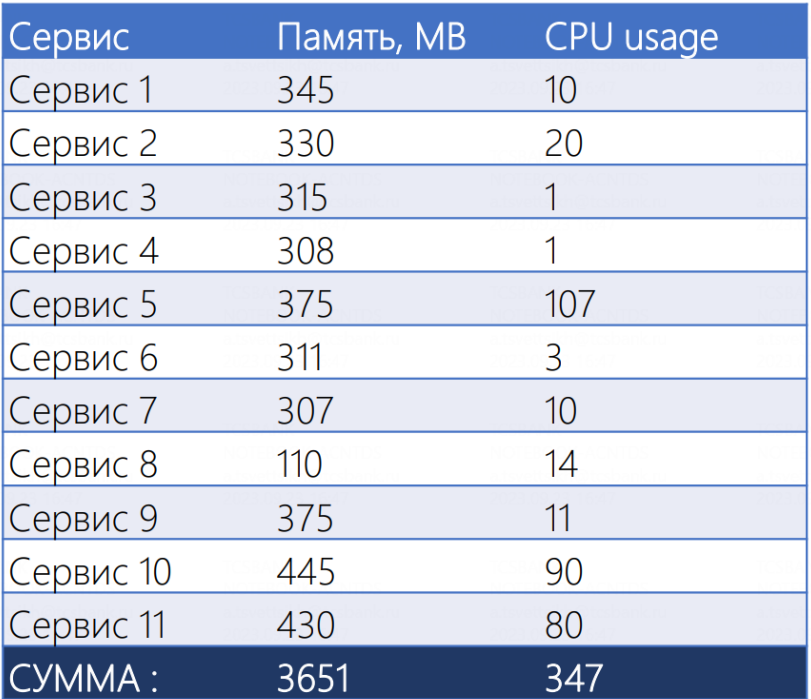 Сервис Память, MB CPU usage
Сервис 1 345 10
Сервис 2 330 20
Сервис 3 315 1
Сервис 4 308 1
Сервис 5 375 107
Сервис 6 311 3
Сервис 7 307 10
Сервис 8 110 14
Сервис 9 375 11
Сервис 10 445 90
Сервис 11 430 80
СУММА : 3651 347